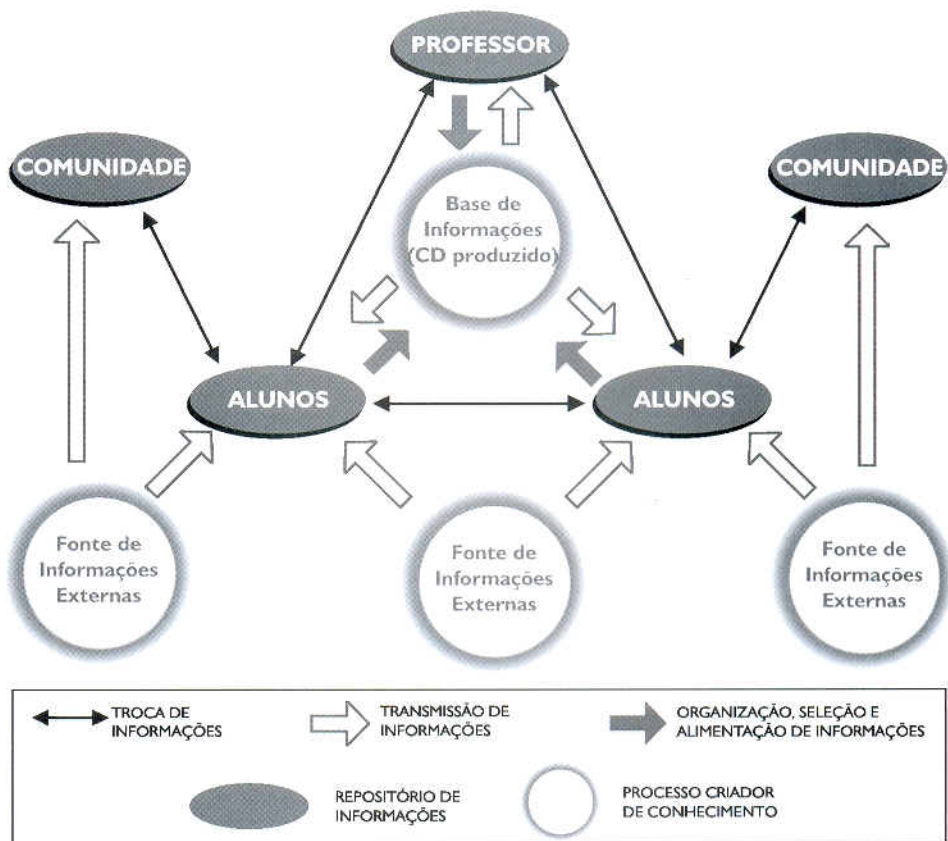 PROFESSOR
COMUNIDADE
COMUNIDADE
Base de
Informações
(CD produzido)
ALUNOS
ALUNOS
Fonte de
Informações
Externas
Fonte de
Informações
Externas
Fonte de
Informações
Externas
TROCA DE
INFORMAÇÕES
TRANSMISSÃO DE
INFORMAÇÕES
ORGANIZAÇÃO, SELEÇÃO E
ALIMENTAÇÃO DE INFORMAÇÕES
REPOSITÓRIO DE
INFORMAÇÕES
PROCESSO CRIADOR
DE CONHECIMENTO